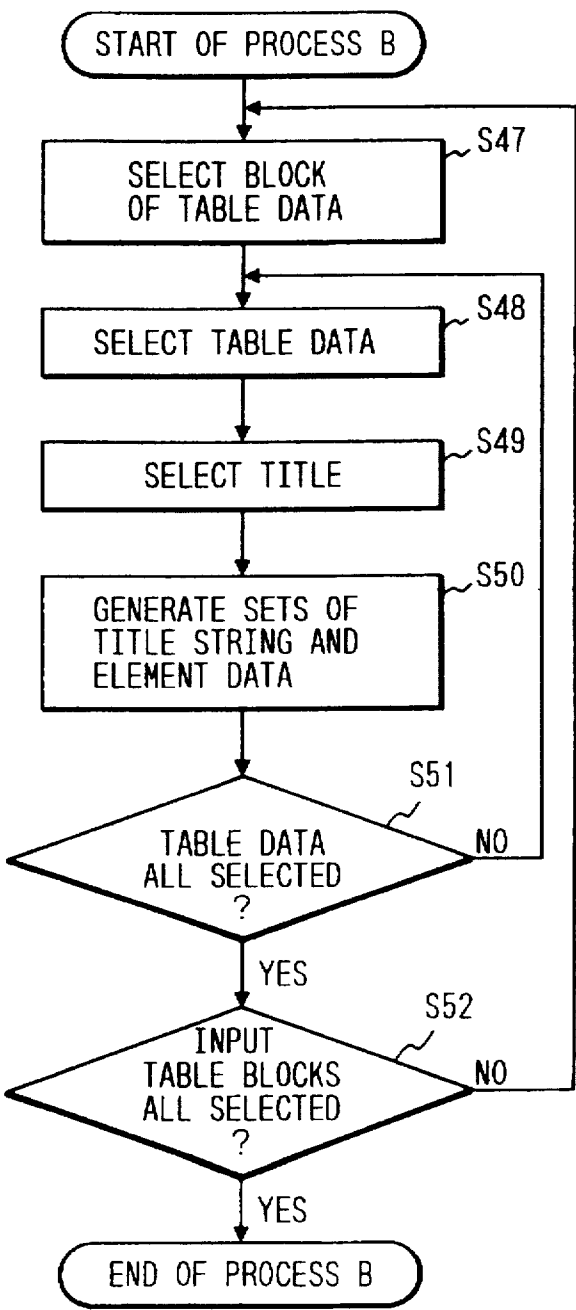 START OF PROCESS B
S47
SELECT BLOCK
OF TABLE DATA
S48
SELECT TABLE DATA
S49
SELECT TITLE
S50
GENERATE SETS OF
TITLE STRING AND
ELEMENT DATA
S51
TABLE DATA
ALL SELECTED
?
NO
YES
S52
INPUT
TABLE BLOCKS
ALL SELECTED
?
NO
YES
END OF PROCESS B